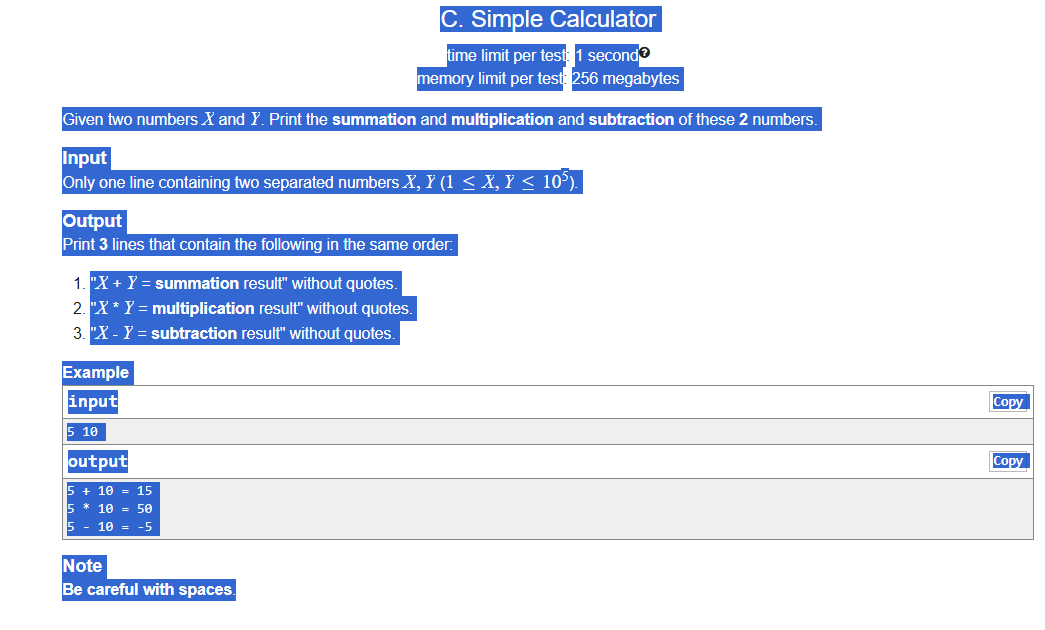 C. Simple Calculator
time limit per test: 1 second
memory limit per test: 256 megabytes
Given two numbers X and Y. Print the summation and multiplication and subtraction of these 2 numbers.
Input
Only one line containing two separated numbers X, Y (1 ≤ X, Y ≤ 10⁵).
Output
Print 3 lines that contain the following in the same order:
1. "X + Y = summation result" without quotes.
2. "X * Y = multiplication result" without quotes.
3. "X - Y = subtraction result" without quotes.
Example
input Copy
5 10
output Copy
5 + 10 = 15
5 * 10 = 50
5 - 10 = -5
Note
Be careful with spaces.